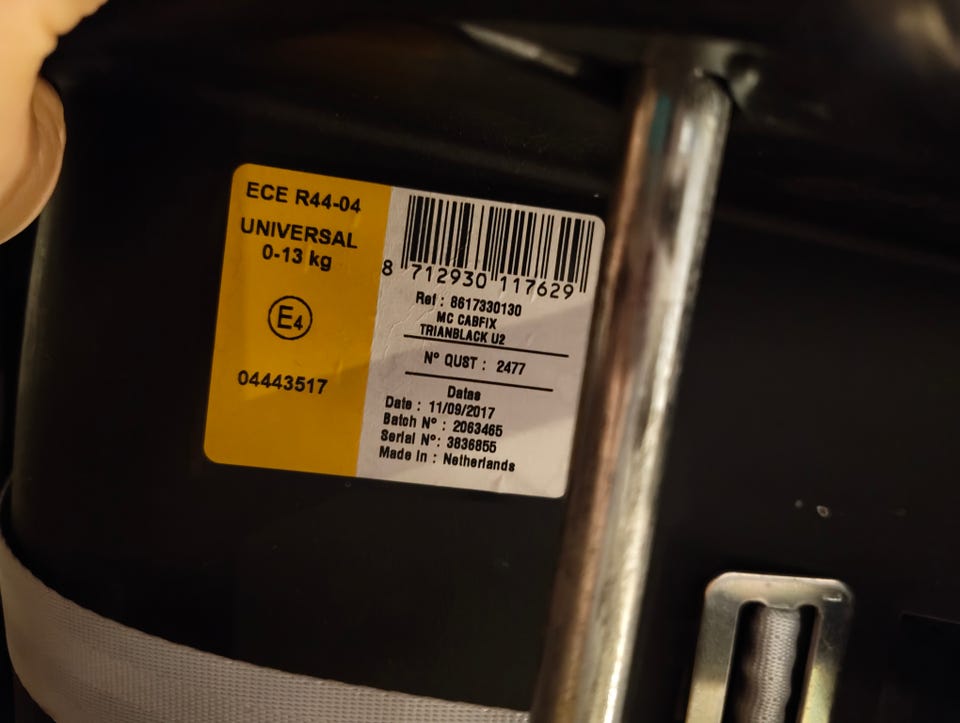 ECE R44-04
UNIVERSAL
0-13 kg
E4
04443517
8 712930 117629
Ref : 8617330130
MC CABFIX
TRIANBLACK U2
N° QUST : 2477
Datas
Date : 11/09/2017
Batch N° : 2063465
Serial N°: 3836855
Made in : Netherlands